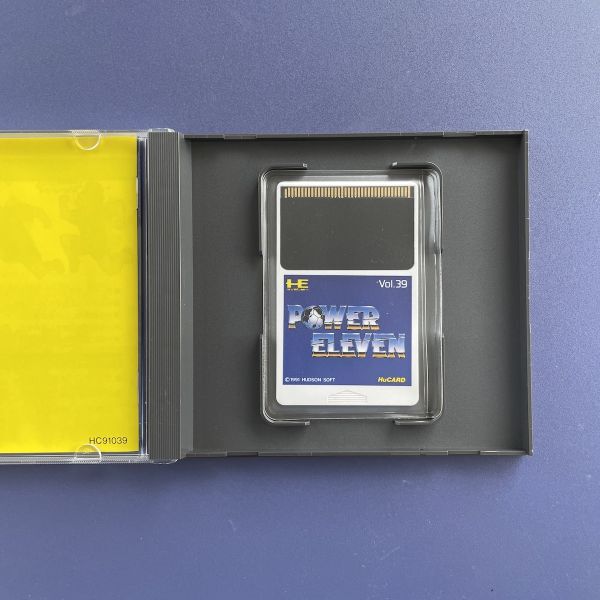 HC91039
HE
Vol.39
POWER
ELEVEN
©1991 HUDSON SOFT
HuCARD